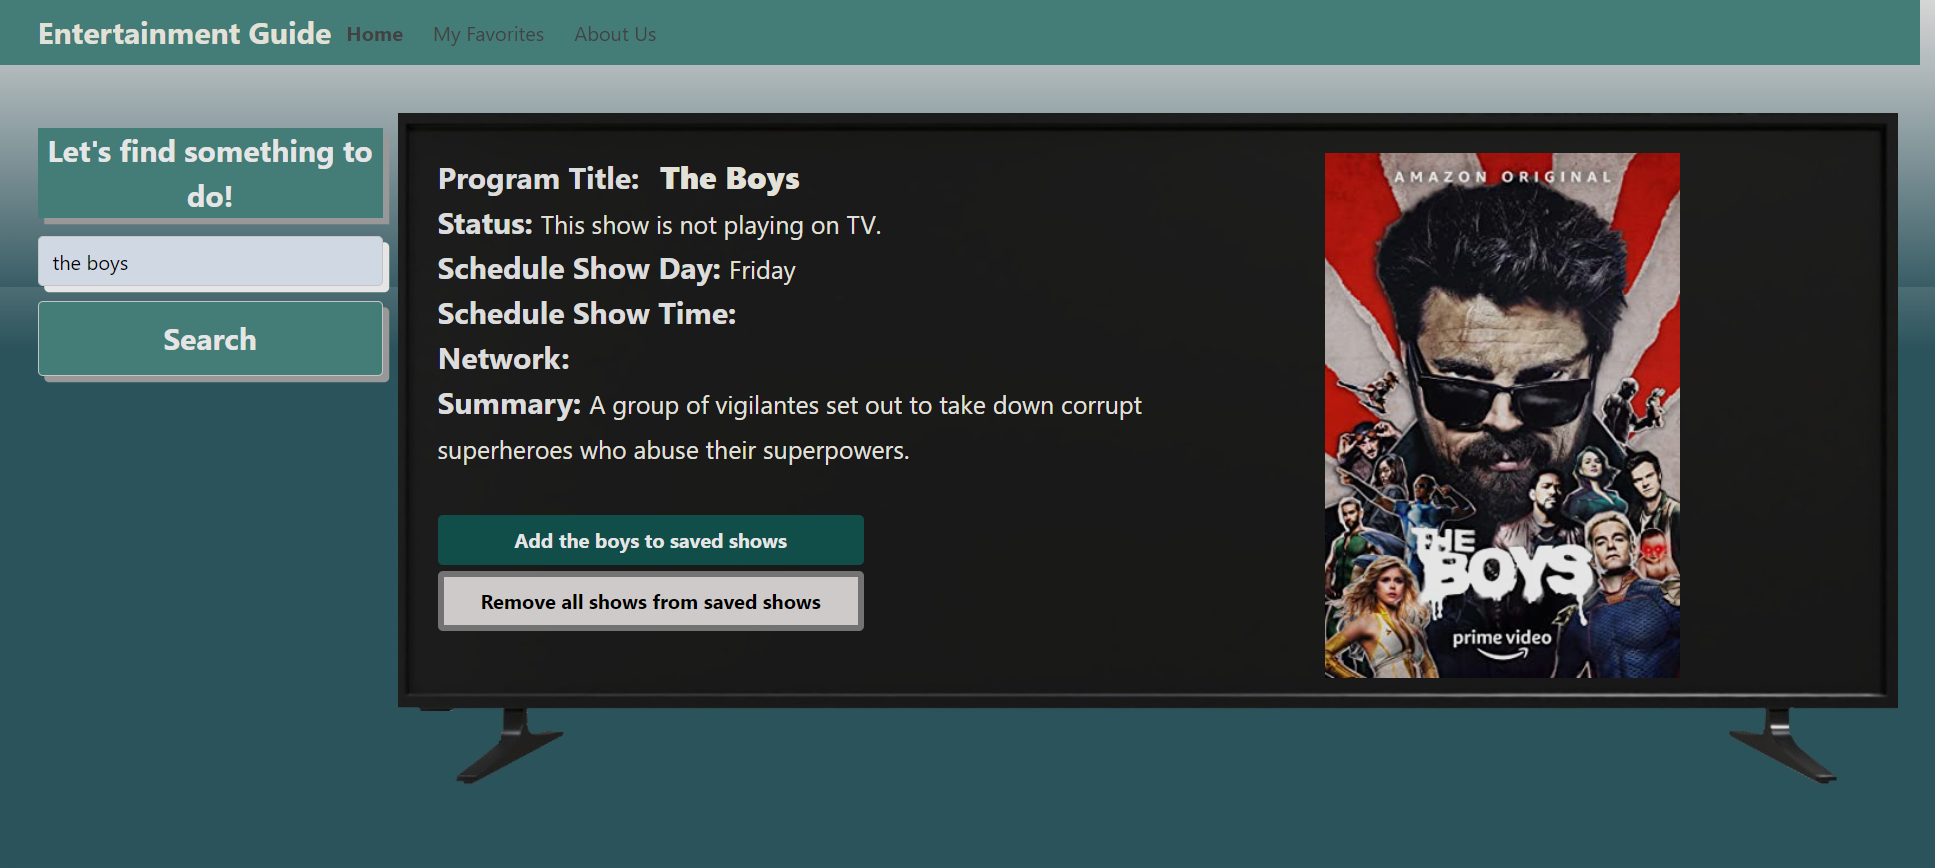 Entertainment Guide Home My Favorites About Us
Let's find something to
do!
the boys
Search
Program Title: The Boys
Status: This show is not playing on TV.
Schedule Show Day: Friday
Schedule Show Time:
Network:
Summary: A group of vigilantes set out to take down corrupt
superheroes who abuse their superpowers.
Add the boys to saved shows
Remove all shows from saved shows
AMAZON ORIGINAL
THE
BOYS
prime video